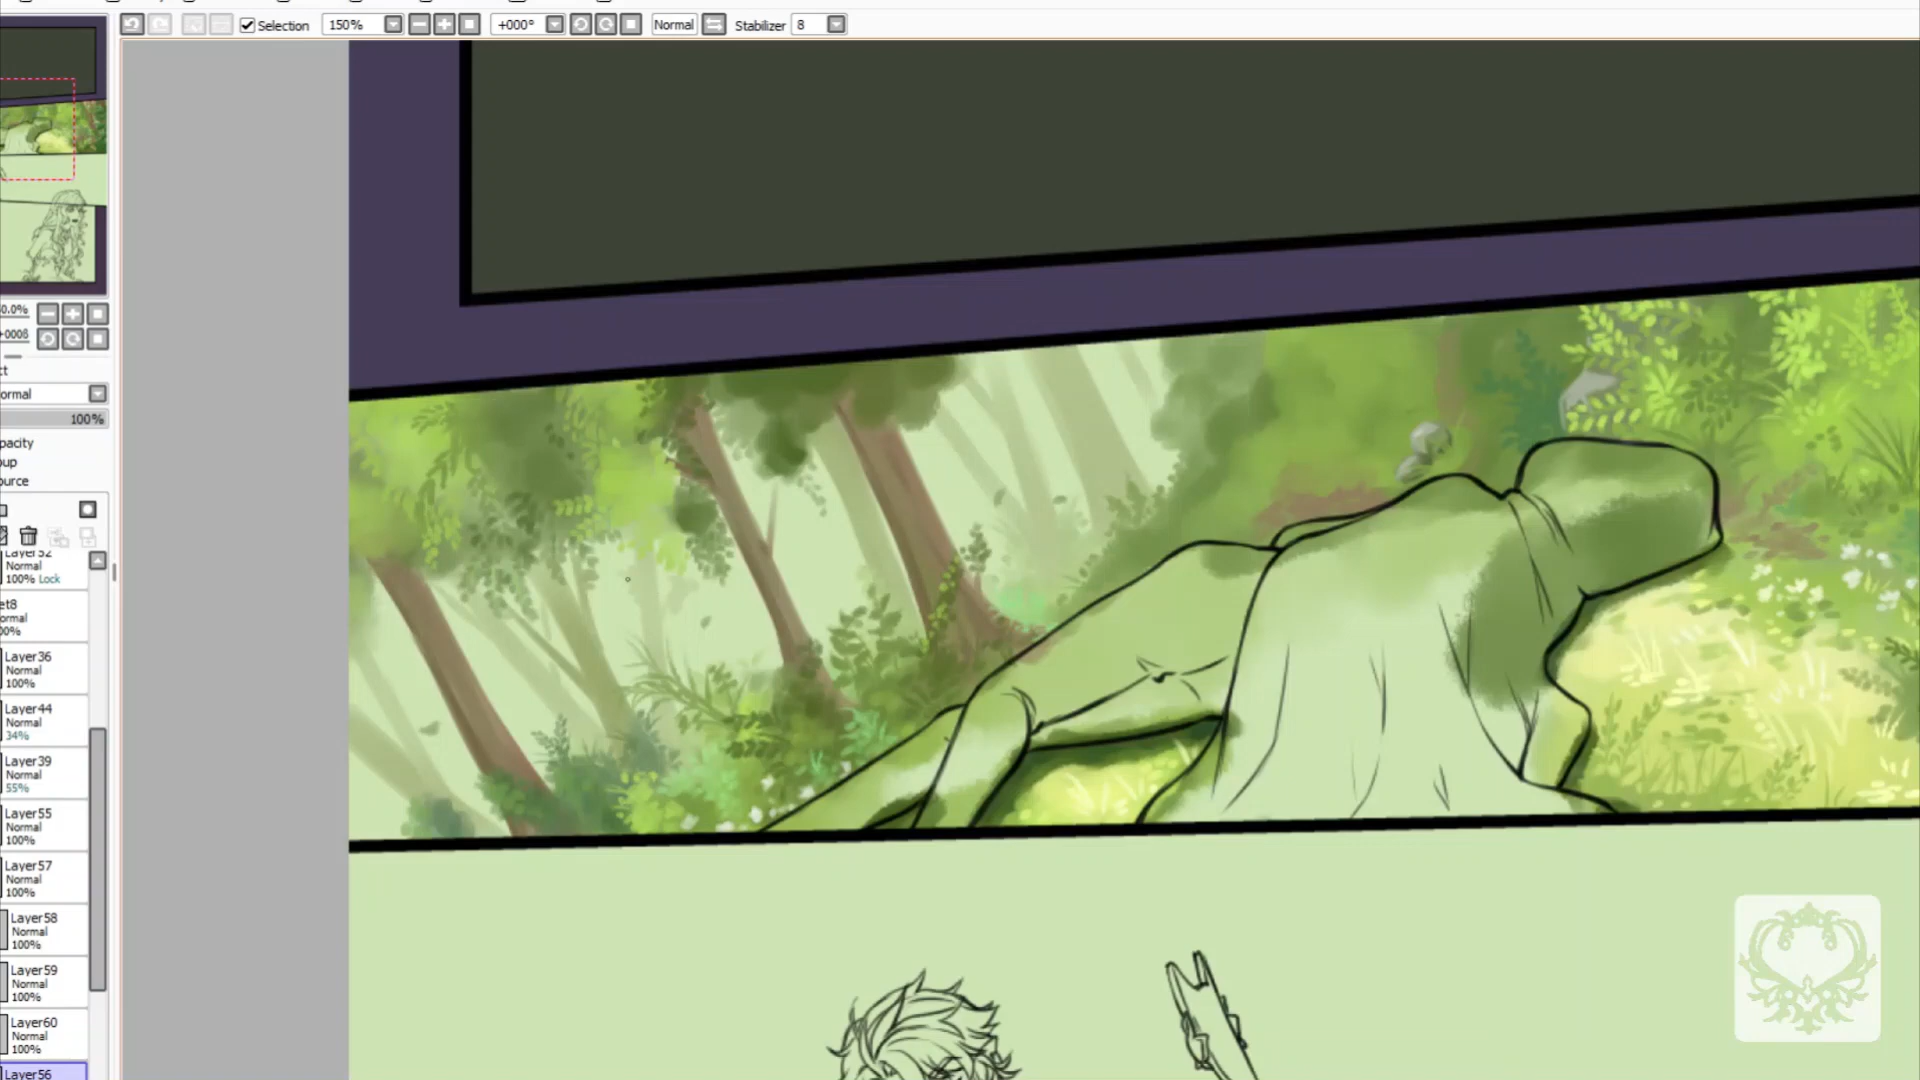 Selection
150%
+000°
Normal
Stabilizer
8
0.0%
+0008
ct
ormal
100%
pacity
oup
ource
Layer52
Normal
100% Lock
et8
ormal
00%
Layer36
Normal
100%
Layer44
Normal
34%
Layer39
Normal
55%
Layer55
Normal
100%
Layer57
Normal
100%
Layer58
Normal
100%
Layer59
Normal
100%
Layer60
Normal
100%
Layer56